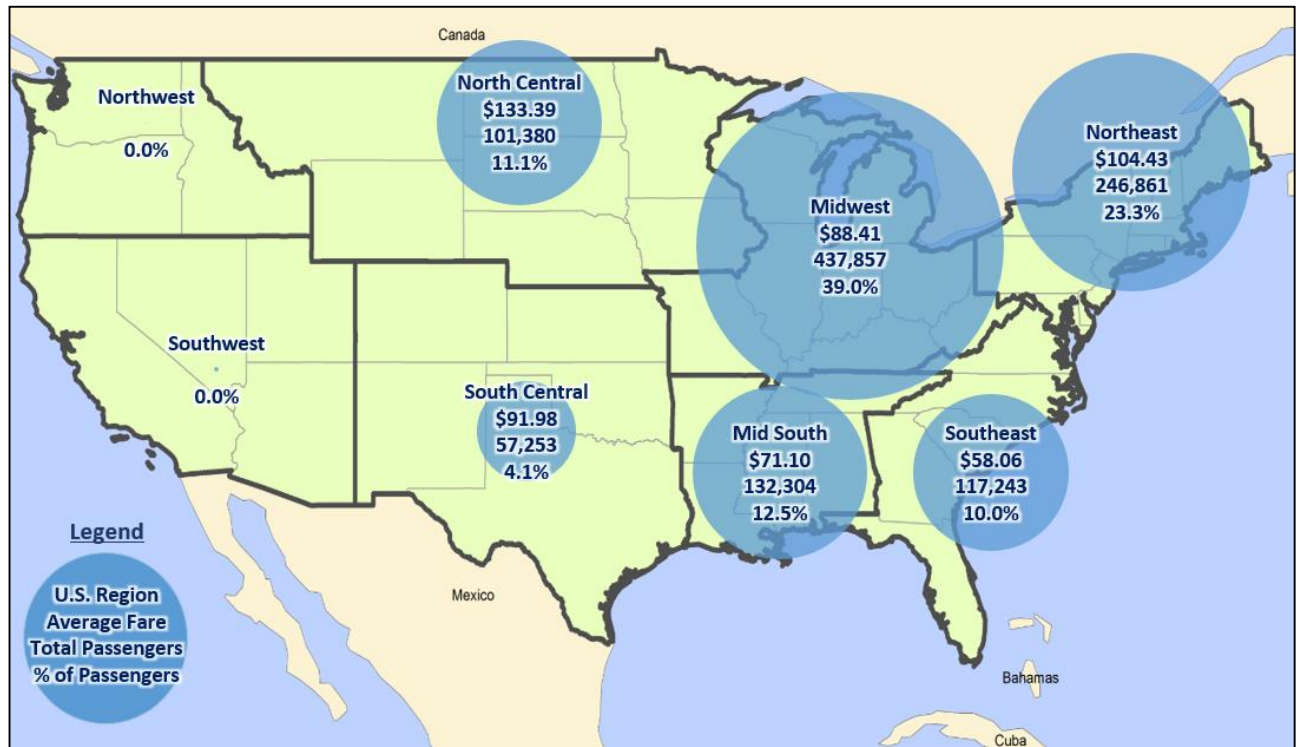 Canada
Northwest
0.0%
North Central
$133.39
101,380
11.1%
Northeast
$104.43
246,861
23.3%
Midwest
$88.41
437,857
39.0%
Southwest
0.0%
South Central
$91.98
57,253
4.1%
Mid South
$71.10
132,304
12.5%
Southeast
$58.06
117,243
10.0%
Legend
U.S. Region
Average Fare
Total Passengers
% of Passengers
Mexico
Bahamas
Cuba